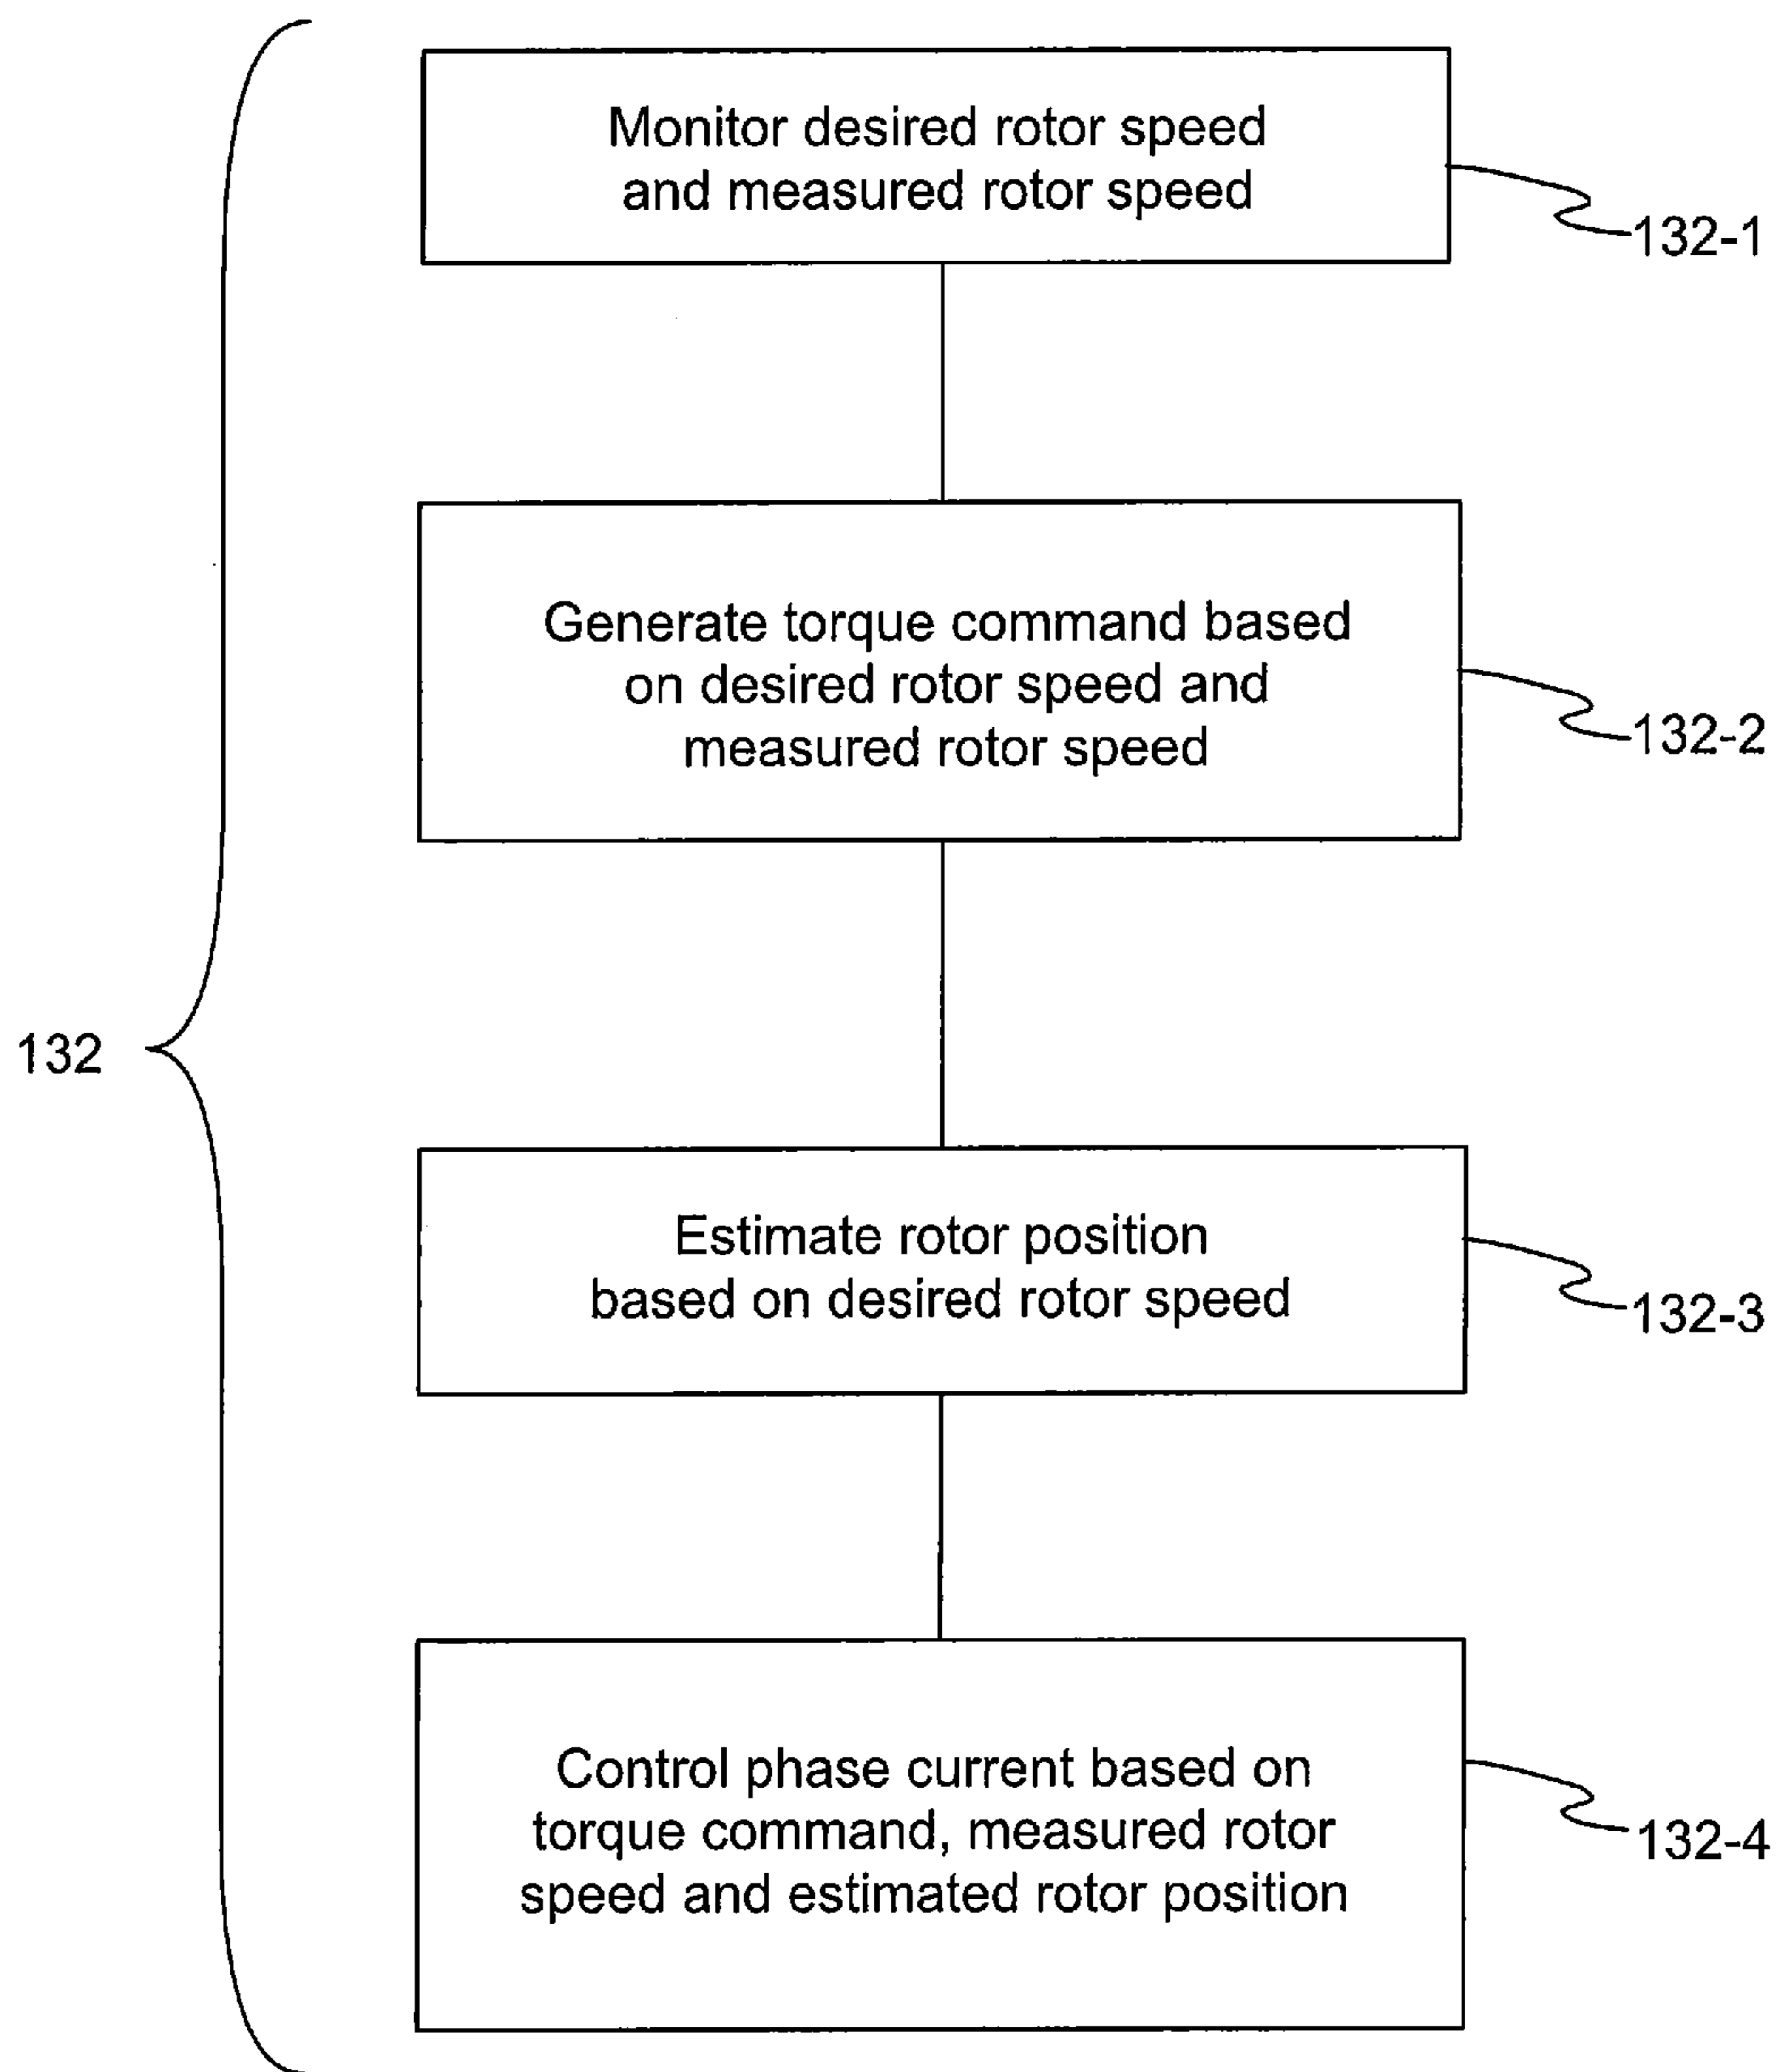 Monitor desired rotor speed
and measured rotor speed
132-1
Generate torque command based
on desired rotor speed and
measured rotor speed
132-2
132
Estimate rotor position
based on desired rotor speed
132-3
Control phase current based on
torque command, measured rotor
speed and estimated rotor position
132-4